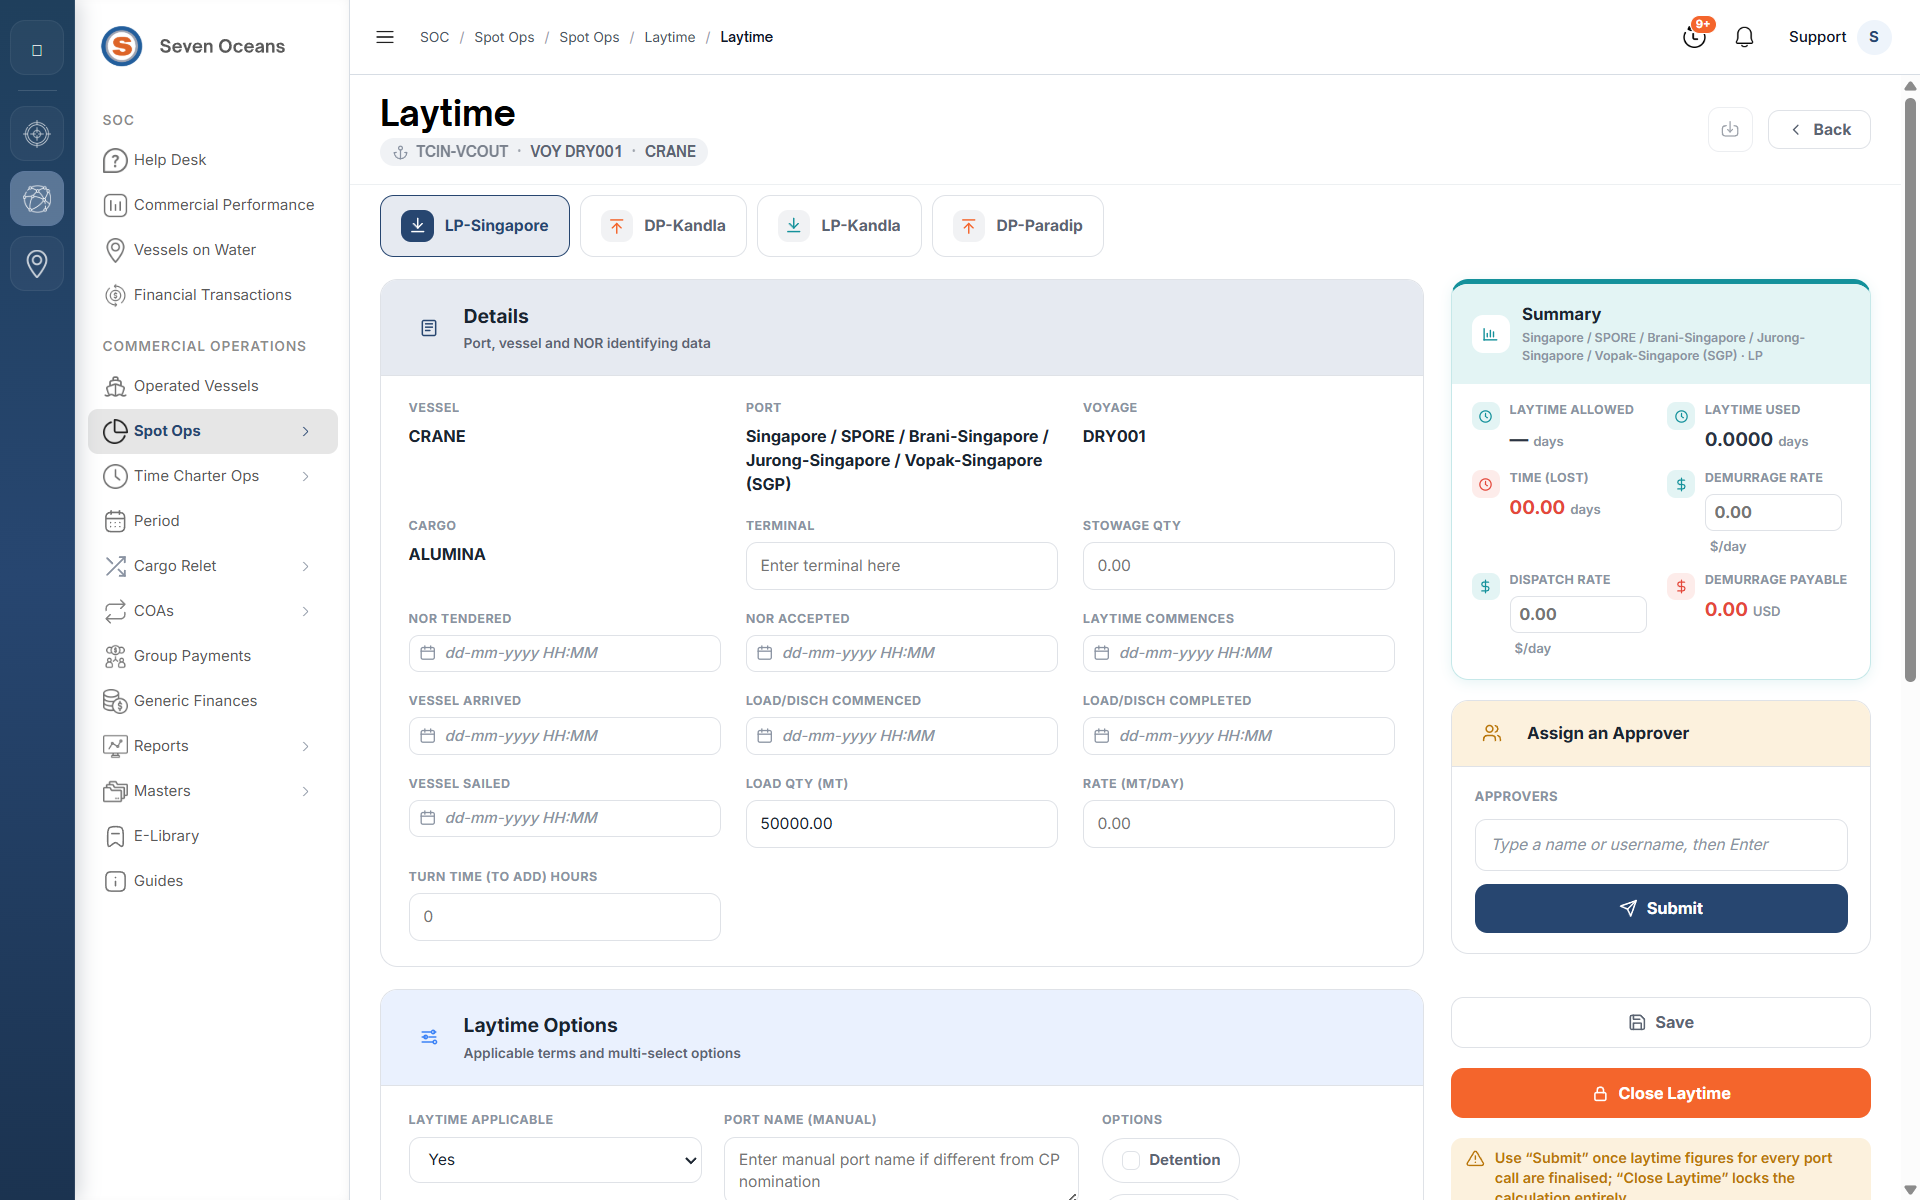 Seven Oceans
SOC / Spot Ops / Spot Ops / Laytime / Laytime
9+
Support
S
SOC
Help Desk
Commercial Performance
Vessels on Water
Financial Transactions
COMMERCIAL OPERATIONS
Operated Vessels
Spot Ops
Time Charter Ops
Period
Cargo Relet
COAs
Group Payments
Generic Finances
Reports
Masters
E-Library
Guides
Laytime
TCIN-VCOUT · VOY DRY001 · CRANE
Back
LP-Singapore
DP-Kandla
LP-Kandla
DP-Paradip
Details
Port, vessel and NOR identifying data
VESSEL
CRANE
PORT
Singapore / SPORE / Brani-Singapore /
Jurong-Singapore / Vopak-Singapore
(SGP)
VOYAGE
DRY001
CARGO
ALUMINA
TERMINAL
Enter terminal here
STOWAGE QTY
0.00
NOR TENDERED
dd-mm-yyyy HH:MM
NOR ACCEPTED
dd-mm-yyyy HH:MM
LAYTIME COMMENCES
dd-mm-yyyy HH:MM
VESSEL ARRIVED
dd-mm-yyyy HH:MM
LOAD/DISCH COMMENCED
dd-mm-yyyy HH:MM
LOAD/DISCH COMPLETED
dd-mm-yyyy HH:MM
VESSEL SAILED
dd-mm-yyyy HH:MM
LOAD QTY (MT)
50000.00
RATE (MT/DAY)
0.00
TURN TIME (TO ADD) HOURS
0
Laytime Options
Applicable terms and multi-select options
LAYTIME APPLICABLE
Yes
PORT NAME (MANUAL)
Enter manual port name if different from CP
nomination
OPTIONS
Detention
Summary
Singapore / SPORE / Brani-Singapore / Jurong-
Singapore / Vopak-Singapore (SGP) · LP
LAYTIME ALLOWED
— days
LAYTIME USED
0.0000 days
TIME (LOST)
00.00 days
DEMURRAGE RATE
0.00
$/day
DISPATCH RATE
0.00
$/day
DEMURRAGE PAYABLE
0.00 USD
Assign an Approver
APPROVERS
Type a name or username, then Enter
Submit
Save
Close Laytime
Use “Submit” once laytime figures for every port
call are finalised; “Close Laytime” locks the
calculation entirely